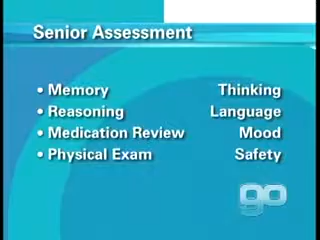 Senior Assessment
• Memory Thinking
• Reasoning Language
• Medication Review Mood
• Physical Exam Safety
go